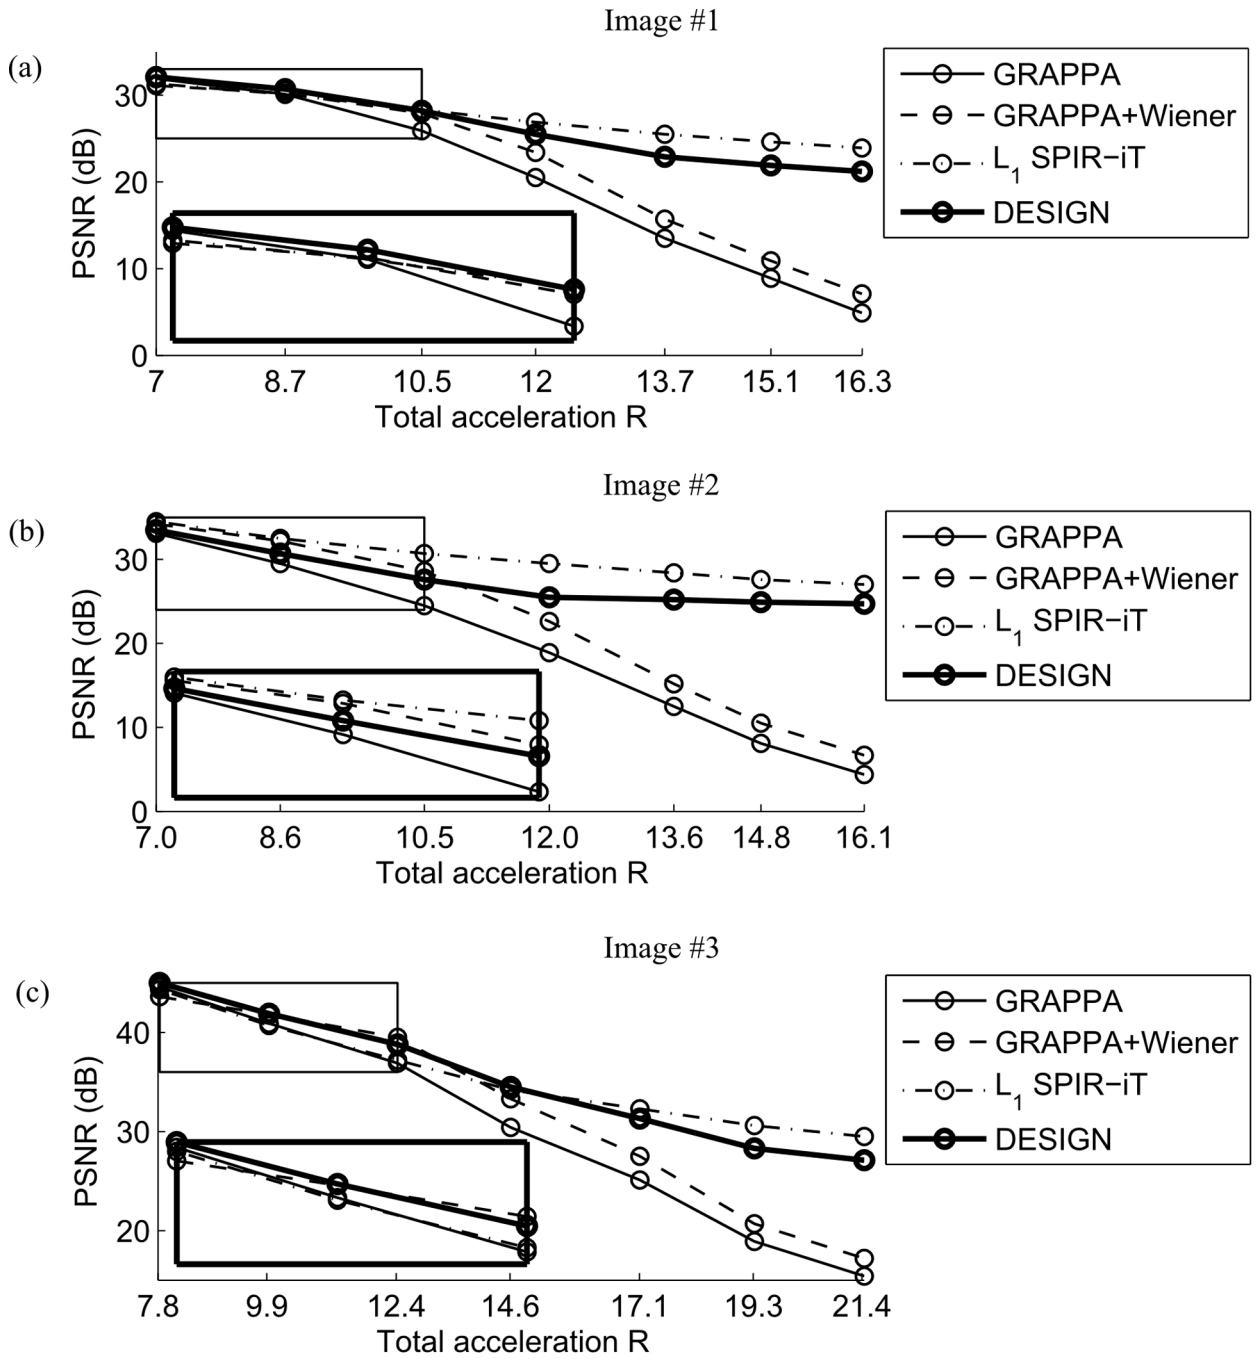 Image #1
(a)
PSNR (dB)
30
20
10
0
7 8.7 10.5 12 13.7 15.1 16.3
Total acceleration R
GRAPPA
GRAPPA+Wiener
L1 SPIR−iT
DESIGN
Image #2
(b)
PSNR (dB)
30
20
10
0
7.0 8.6 10.5 12.0 13.6 14.8 16.1
Total acceleration R
GRAPPA
GRAPPA+Wiener
L1 SPIR−iT
DESIGN
Image #3
(c)
PSNR (dB)
40
30
20
7.8 9.9 12.4 14.6 17.1 19.3 21.4
Total acceleration R
GRAPPA
GRAPPA+Wiener
L1 SPIR−iT
DESIGN